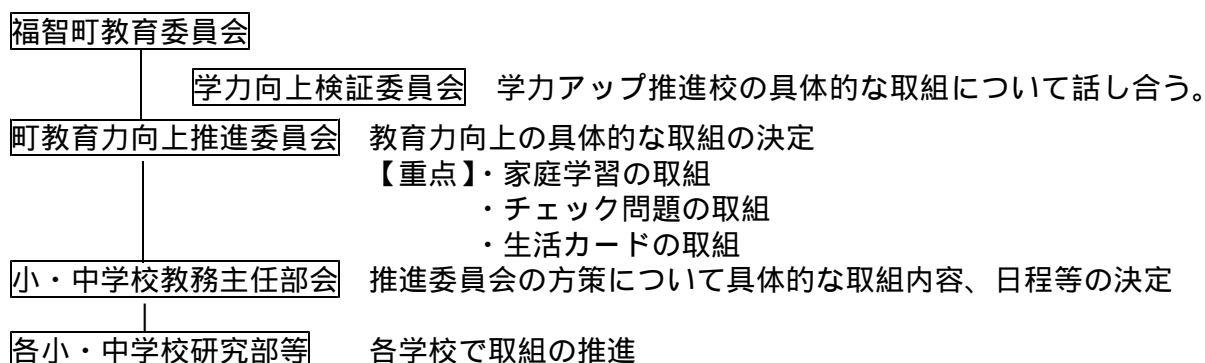 福智町教育委員会
学力向上検証委員会　学力アップ推進校の具体的な取組について話し合う。
町教育力向上推進委員会　教育力向上の具体的な取組の決定
【重点】・家庭学習の取組
・チェック問題の取組
・生活カードの取組
小・中学校教務主任部会　推進委員会の方策について具体的な取組内容、日程等の決定
各小・中学校研究部等　各学校で取組の推進